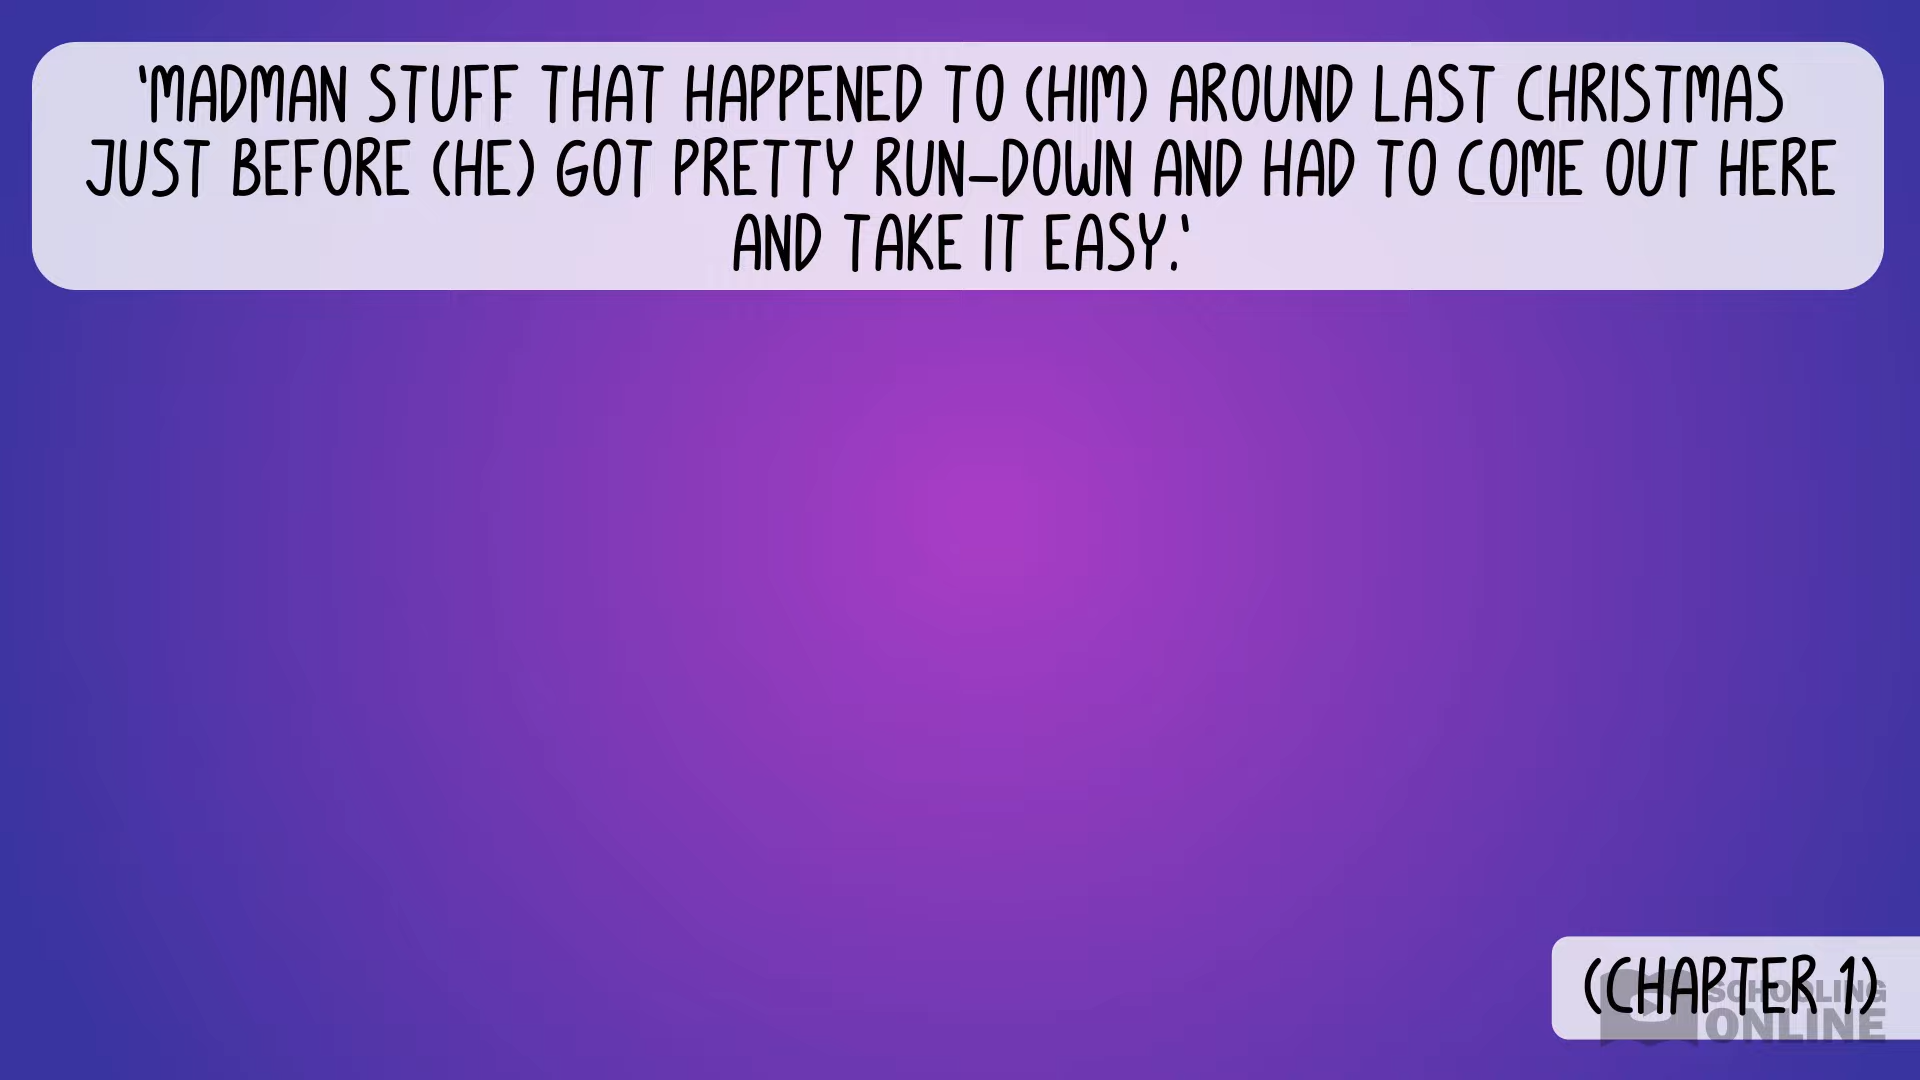 'MADMAN STUFF THAT HAPPENED TO (HIM) AROUND LAST CHRISTMAS
JUST BEFORE (HE) GOT PRETTY RUN-DOWN AND HAD TO COME OUT HERE
AND TAKE IT EASY.'
(CHAPTER 1)
SCHOOLING
ONLINE